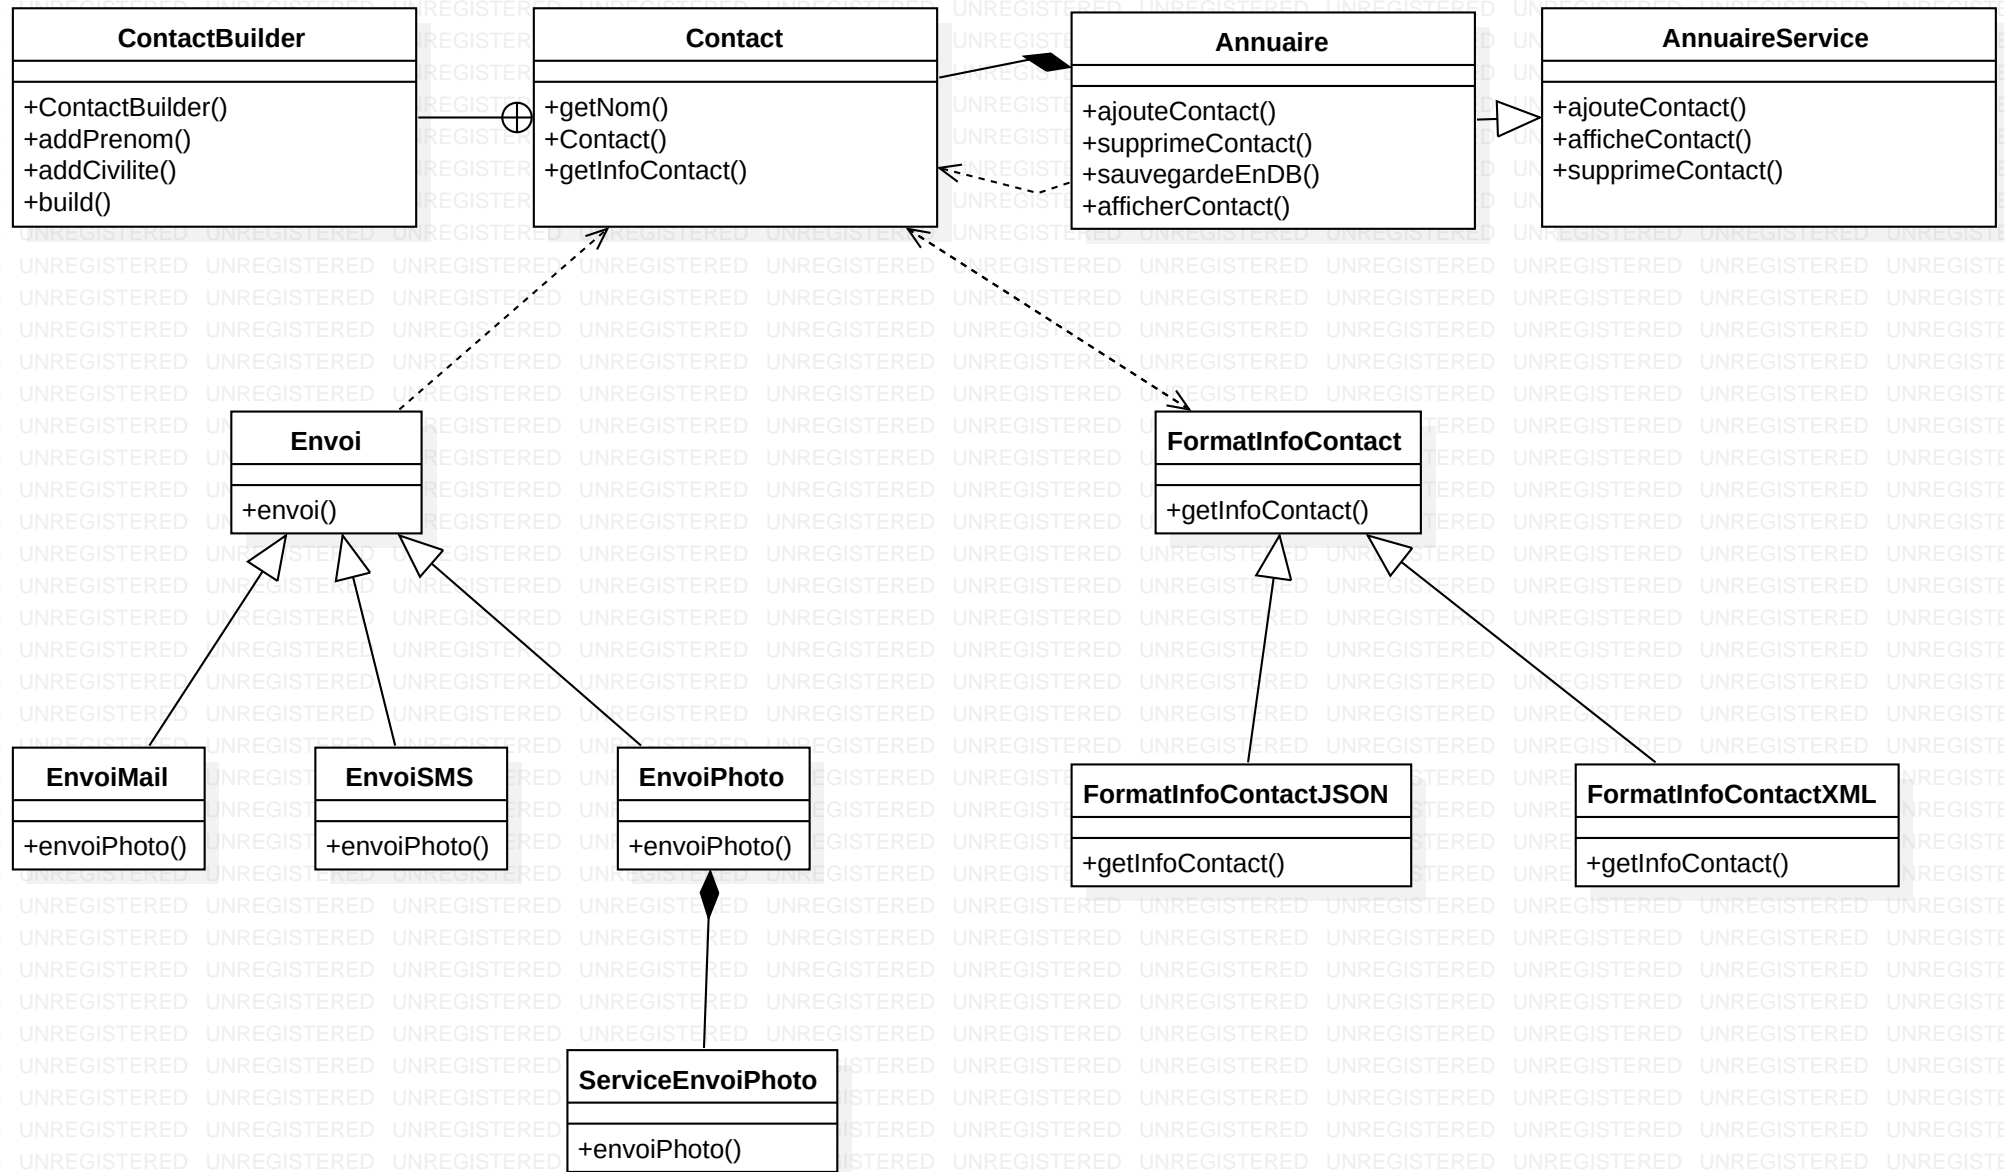 ContactBuilder
+ContactBuilder()
+addPrenom()
+addCivilite()
+build()
Contact
+getNom()
+Contact()
+getInfoContact()
Annuaire
+ajouteContact()
+supprimeContact()
+sauvegardeEnDB()
+afficherContact()
AnnuaireService
+ajouteContact()
+afficheContact()
+supprimeContact()
Envoi
+envoi()
FormatInfoContact
+getInfoContact()
EnvoiMail
+envoiPhoto()
EnvoiSMS
+envoiPhoto()
EnvoiPhoto
+envoiPhoto()
FormatInfoContactJSON
+getInfoContact()
FormatInfoContactXML
+getInfoContact()
ServiceEnvoiPhoto
+envoiPhoto()
UNREGISTERED